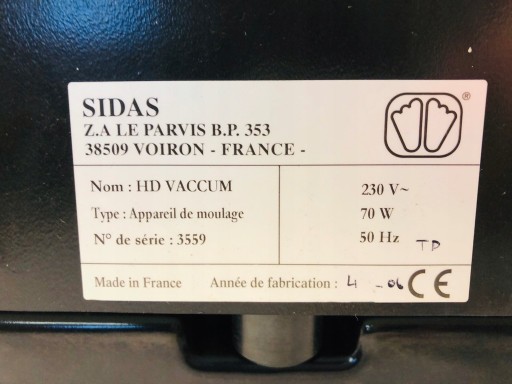 SIDAS
Z.A LE PARVIS B.P. 353
38509 VOIRON - FRANCE -
®
Nom : HD VACCUM
230 V~
Type : Appareil de moulage
70 W
N° de série : 3559
50 Hz TD
Made in France Année de fabrication : 4 - 06 CE